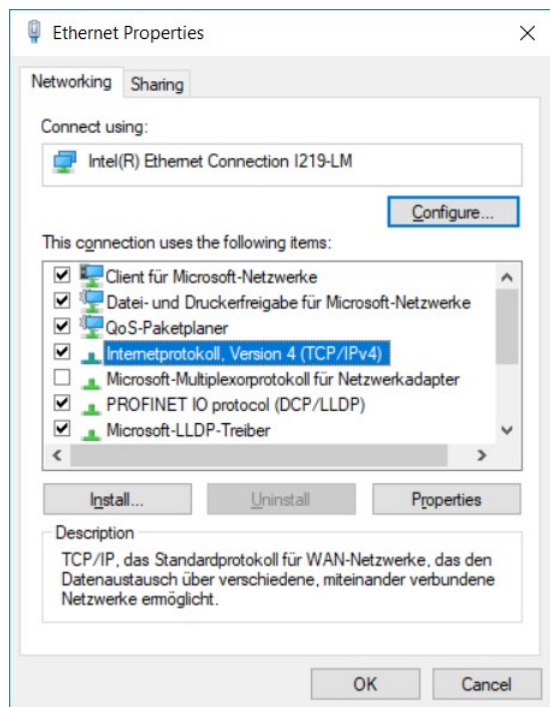 Ethernet Properties
Networking
Sharing
Connect using:
Intel(R) Ethernet Connection I219-LM
Configure...
This connection uses the following items:
Client für Microsoft-Netzwerke
Datei- und Druckerfreigabe für Microsoft-Netzwerke
QoS-Paketplaner
Internetprotokoll, Version 4 (TCP/IPv4)
Microsoft-Multiplexorprotokoll für Netzwerkadapter
PROFINET IO protocol (DCP/LLDP)
Microsoft-LLDP-Treiber
Install...
Uninstall
Properties
Description
TCP/IP, das Standardprotokoll für WAN-Netzwerke, das den
Datenaustausch über verschiedene, miteinander verbundene
Netzwerke ermöglicht.
OK
Cancel